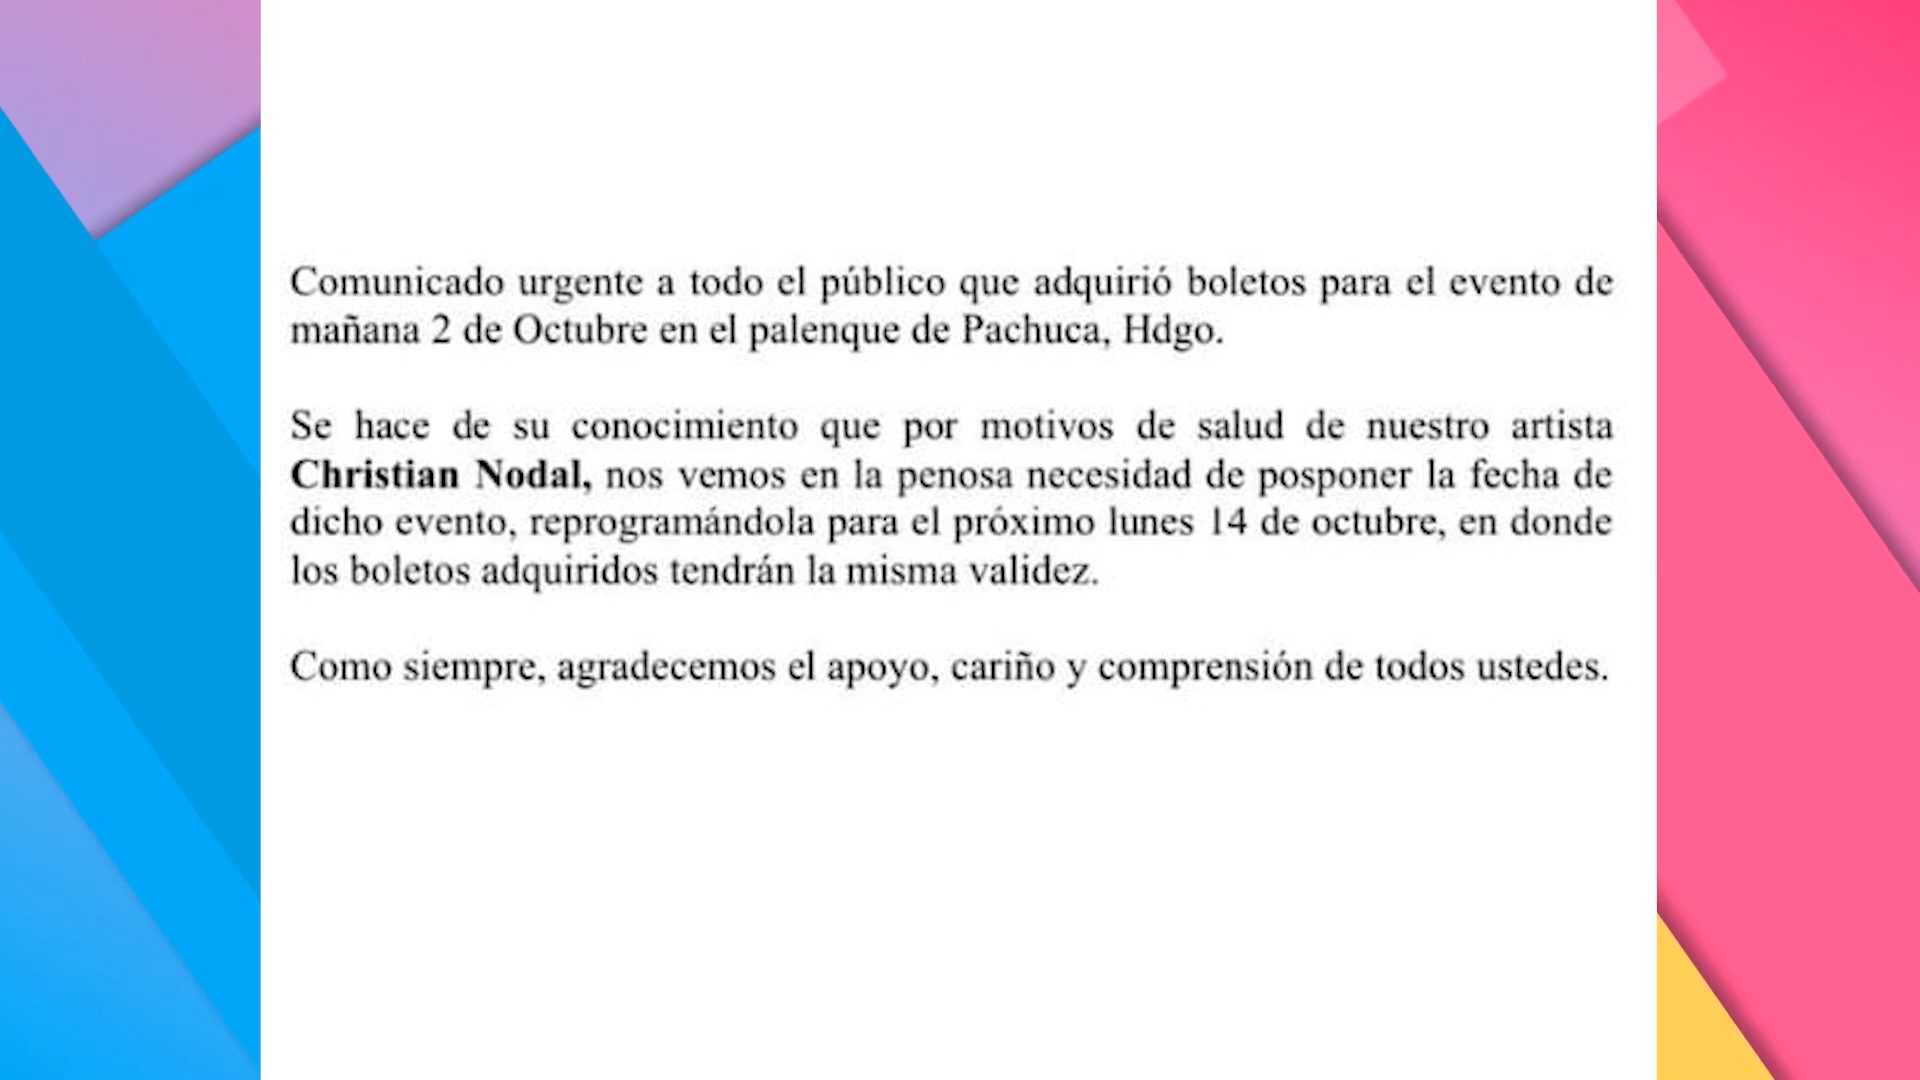 Comunicado urgente a todo el público que adquirió boletos para el evento de
mañana 2 de Octubre en el palenque de Pachuca, Hdgo.
Se hace de su conocimiento que por motivos de salud de nuestro artista
Christian Nodal, nos vemos en la penosa necesidad de posponer la fecha de
dicho evento, reprogramándola para el próximo lunes 14 de octubre, en donde
los boletos adquiridos tendrán la misma validez.
Como siempre, agradecemos el apoyo, cariño y comprensión de todos ustedes.